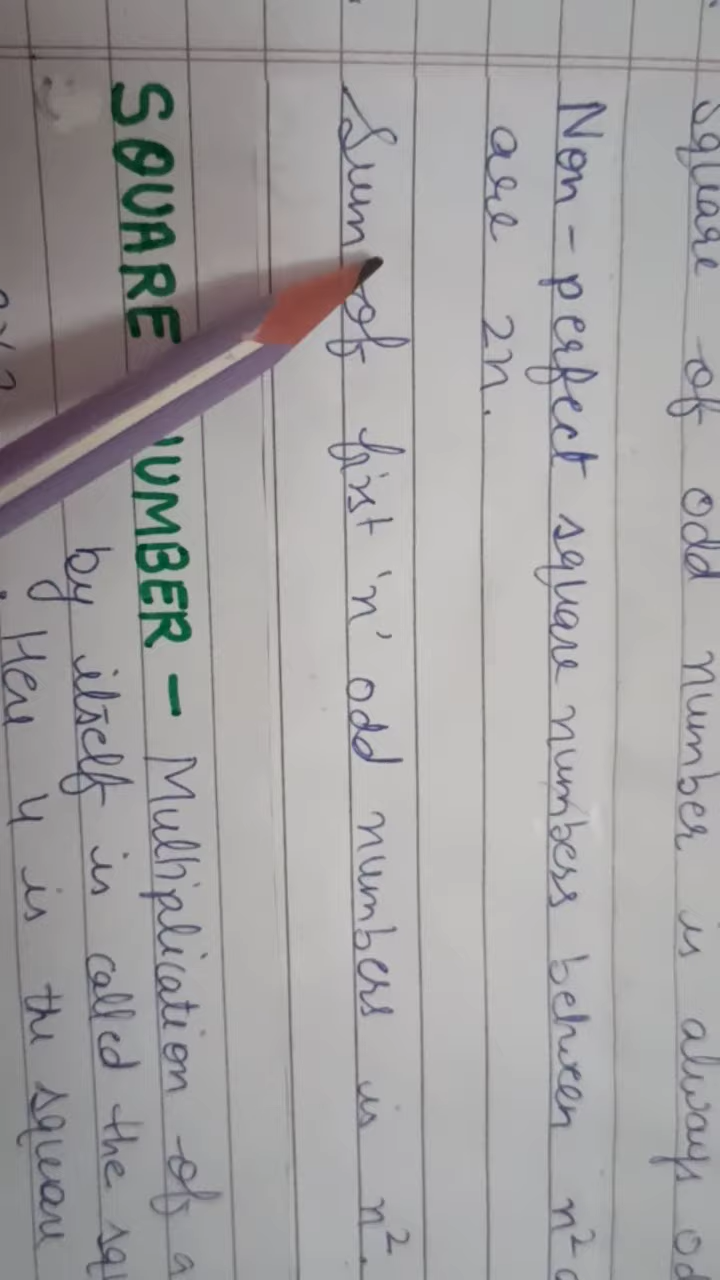 Square of odd number is always
Non-perfect square numbers between n²
are 2n.
Sum of first 'n' odd numbers is n².
SQUARE NUMBER – Multiplication of a
by itself is called the
Here 4 is the square